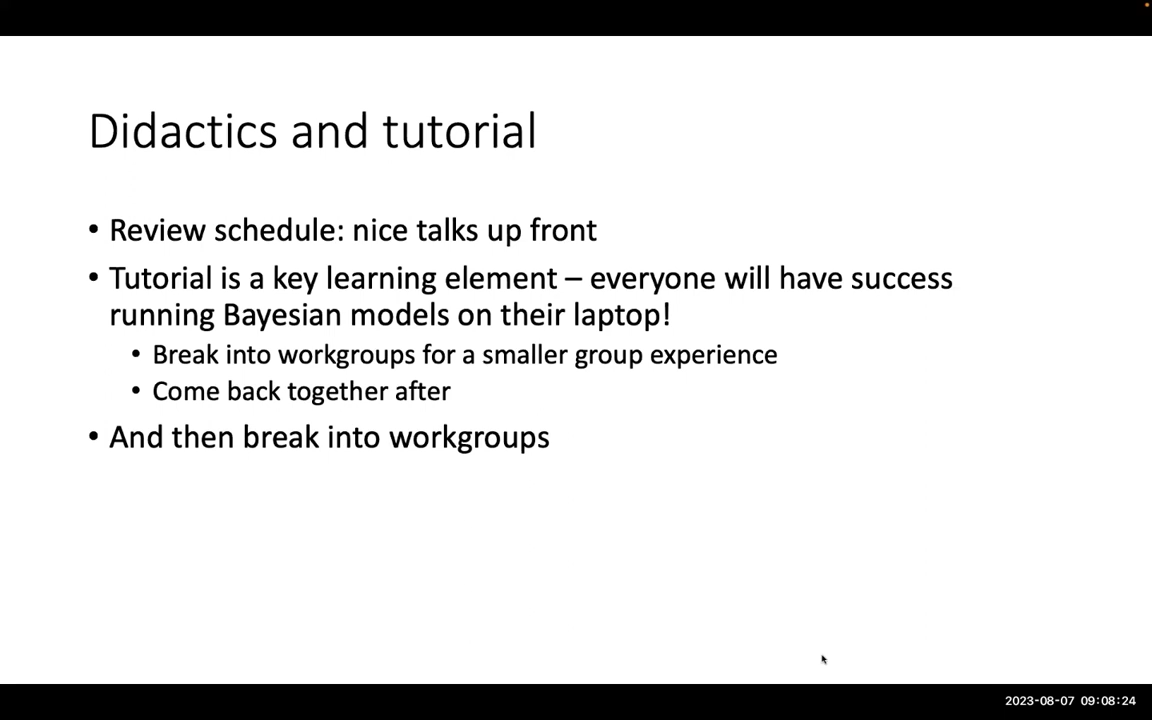 Didactics and tutorial
• Review schedule: nice talks up front
• Tutorial is a key learning element – everyone will have success
running Bayesian models on their laptop!
• Break into workgroups for a smaller group experience
• Come back together after
• And then break into workgroups
2023-08-07 09:08:24